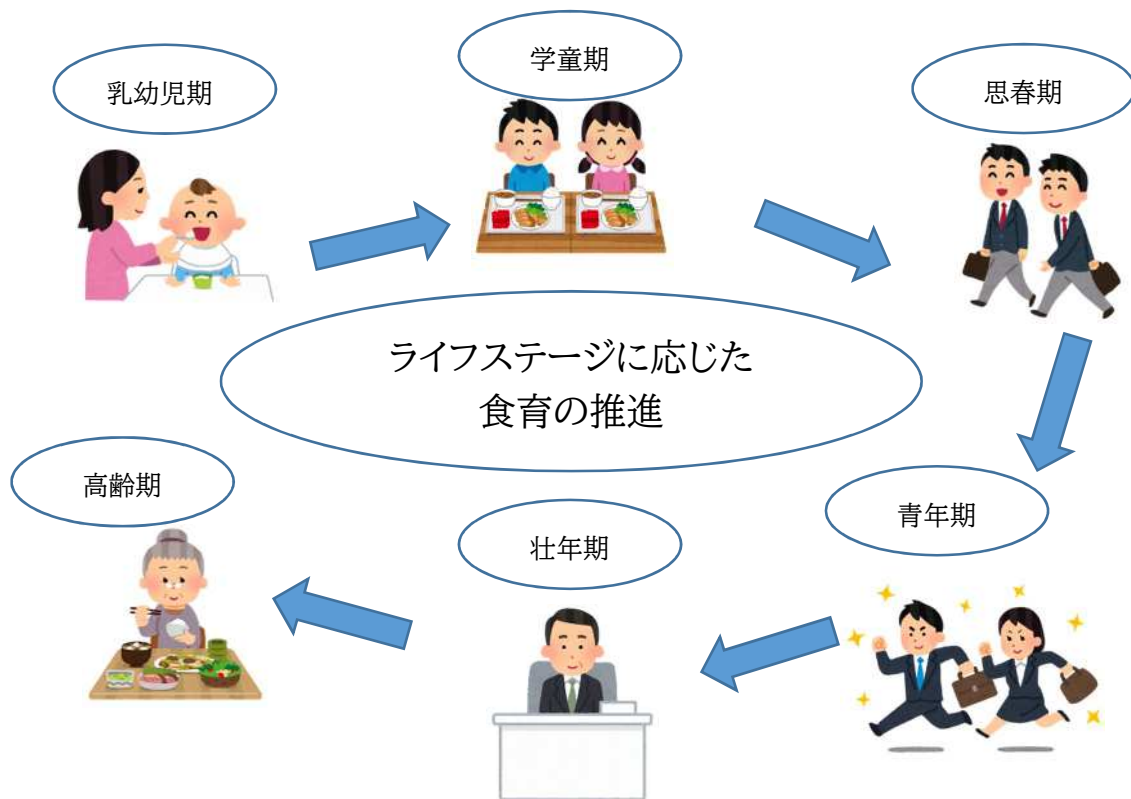 乳幼児期
学童期
思春期
ライフステージに応じた
食育の推進
高齢期
壮年期
青年期